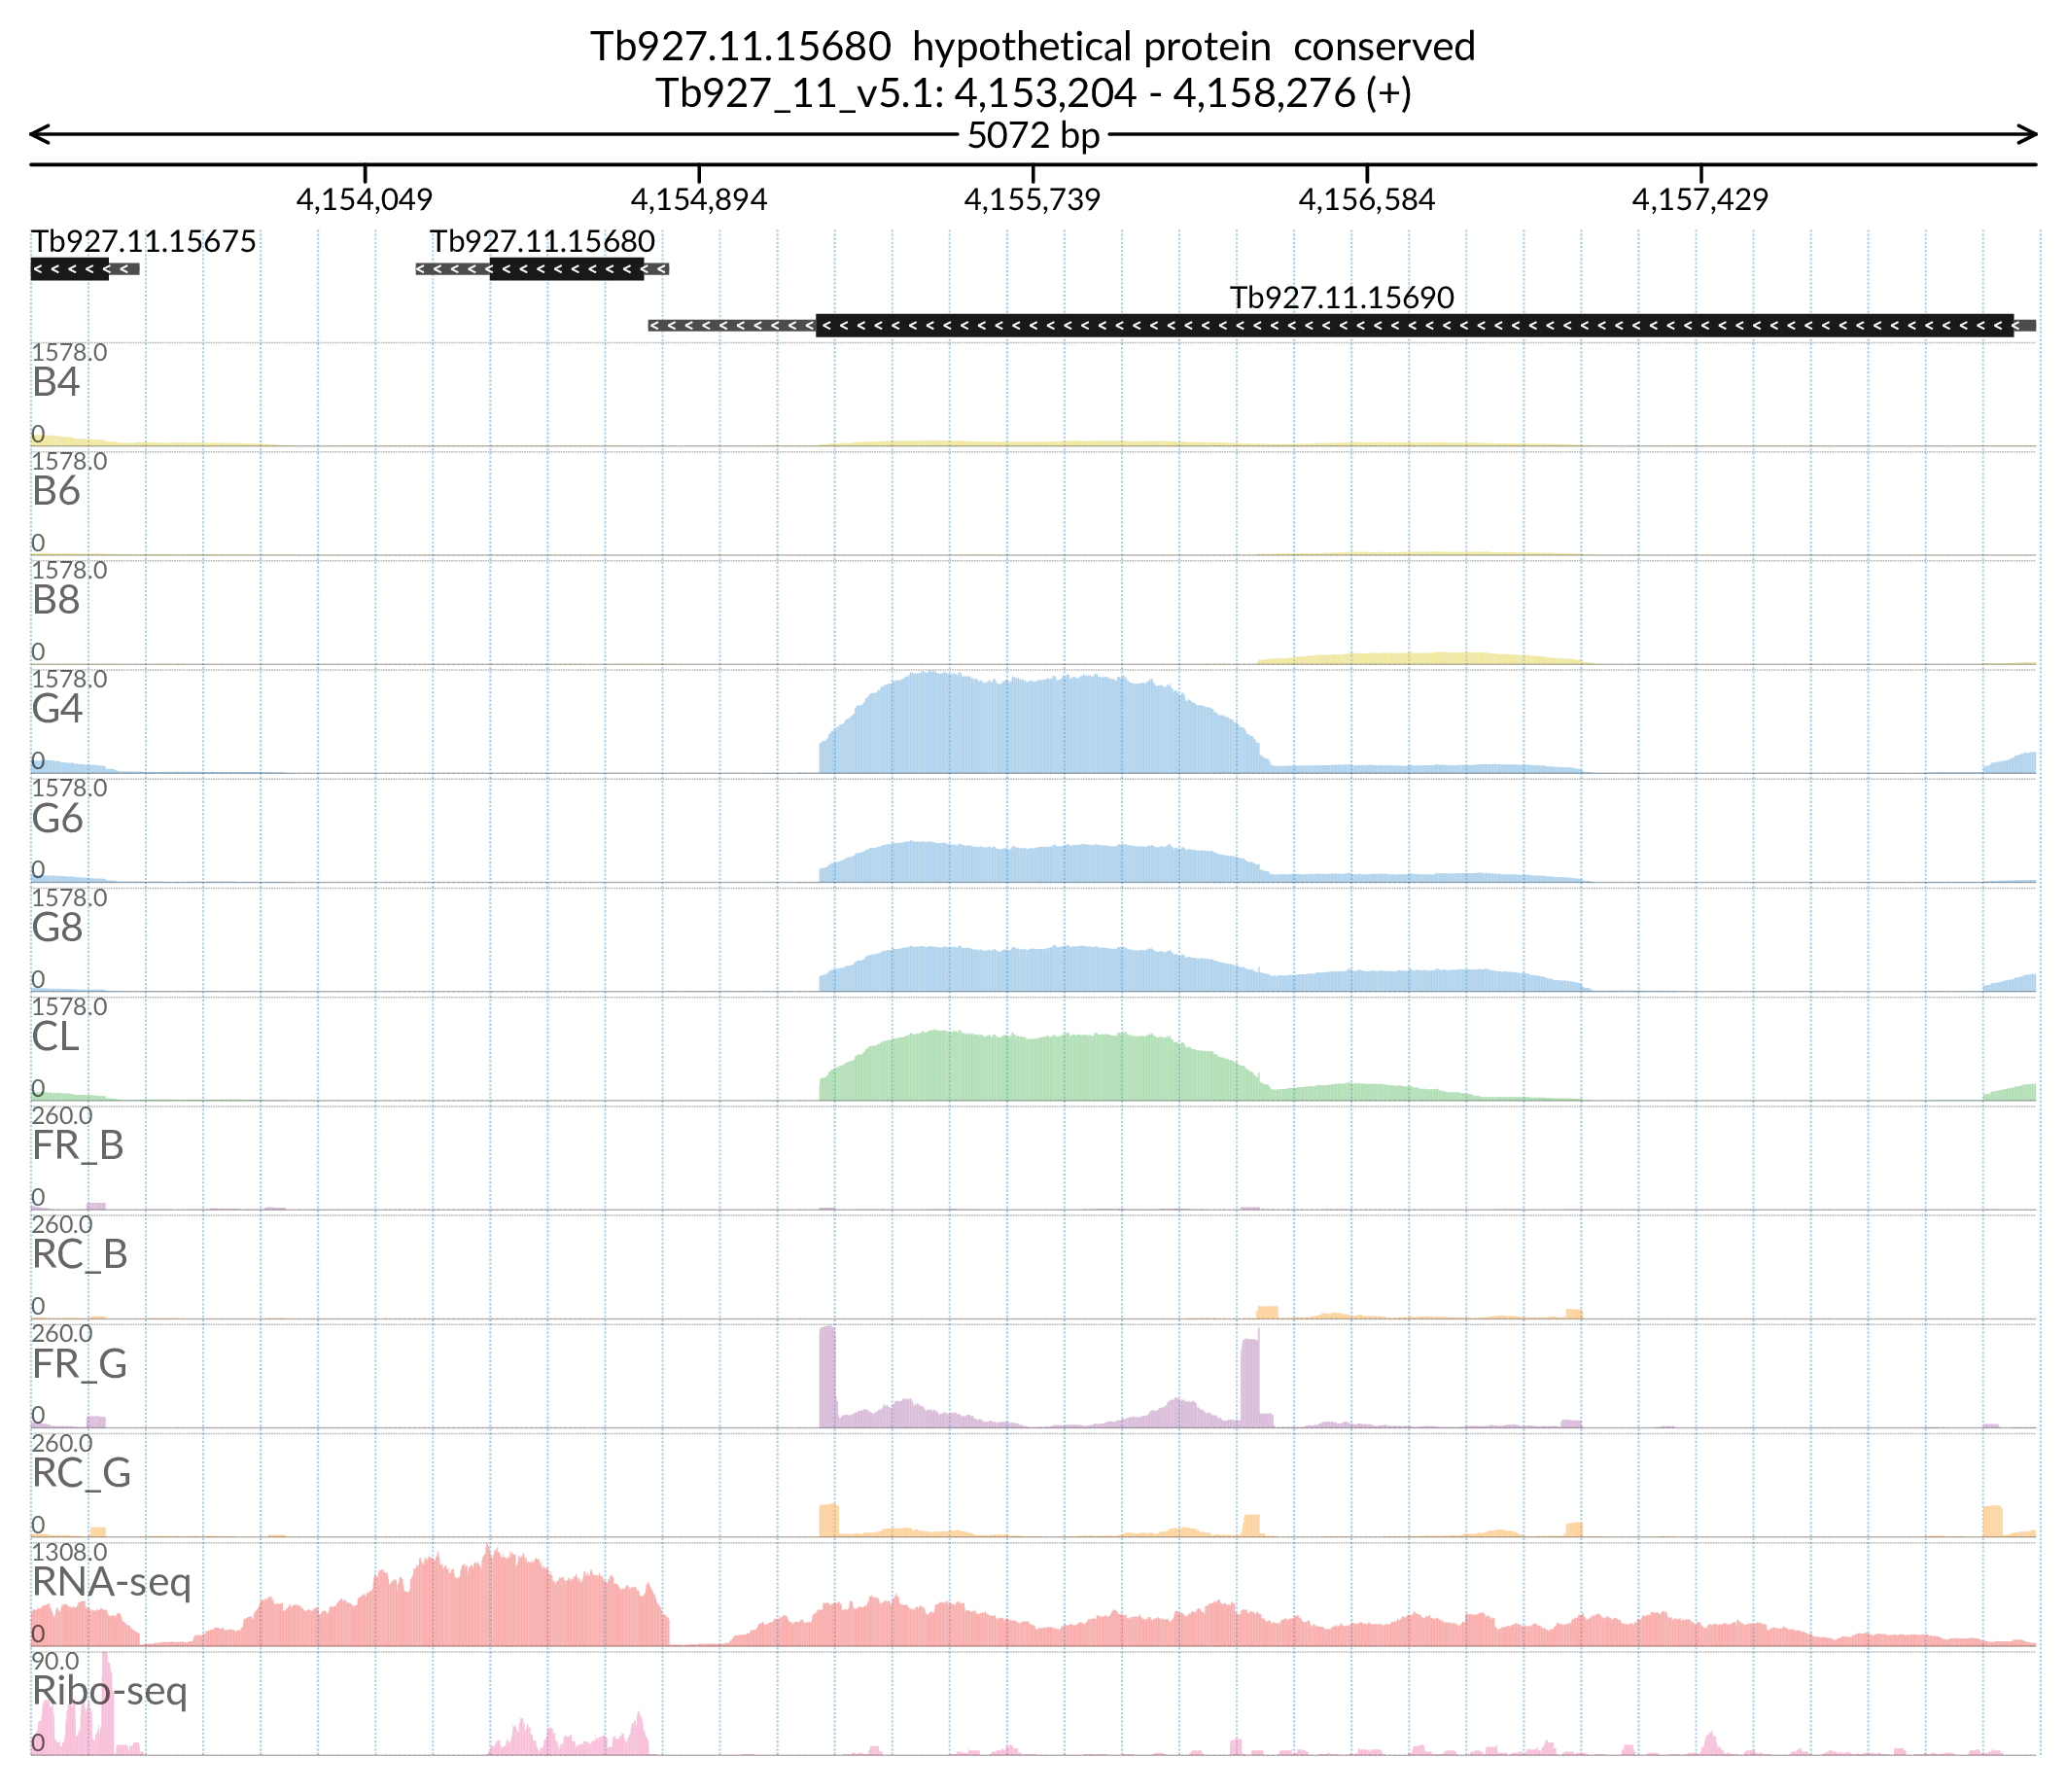 Tb927.11.15680  hypothetical protein  conserved
Tb927_11_v5.1: 4,153,204 - 4,158,276 (+)
5072 bp
4,154,049 4,154,894 4,155,739 4,156,584 4,157,429
Tb927.11.15675 Tb927.11.15680
Tb927.11.15690
1578.0
B4
0
1578.0
B6
0
1578.0
B8
0
1578.0
G4
0
1578.0
G6
0
1578.0
G8
0
1578.0
CL
0
260.0
FR_B
0
260.0
RC_B
0
260.0
FR_G
0
260.0
RC_G
0
1308.0
RNA-seq
0
90.0
Ribo-seq
0